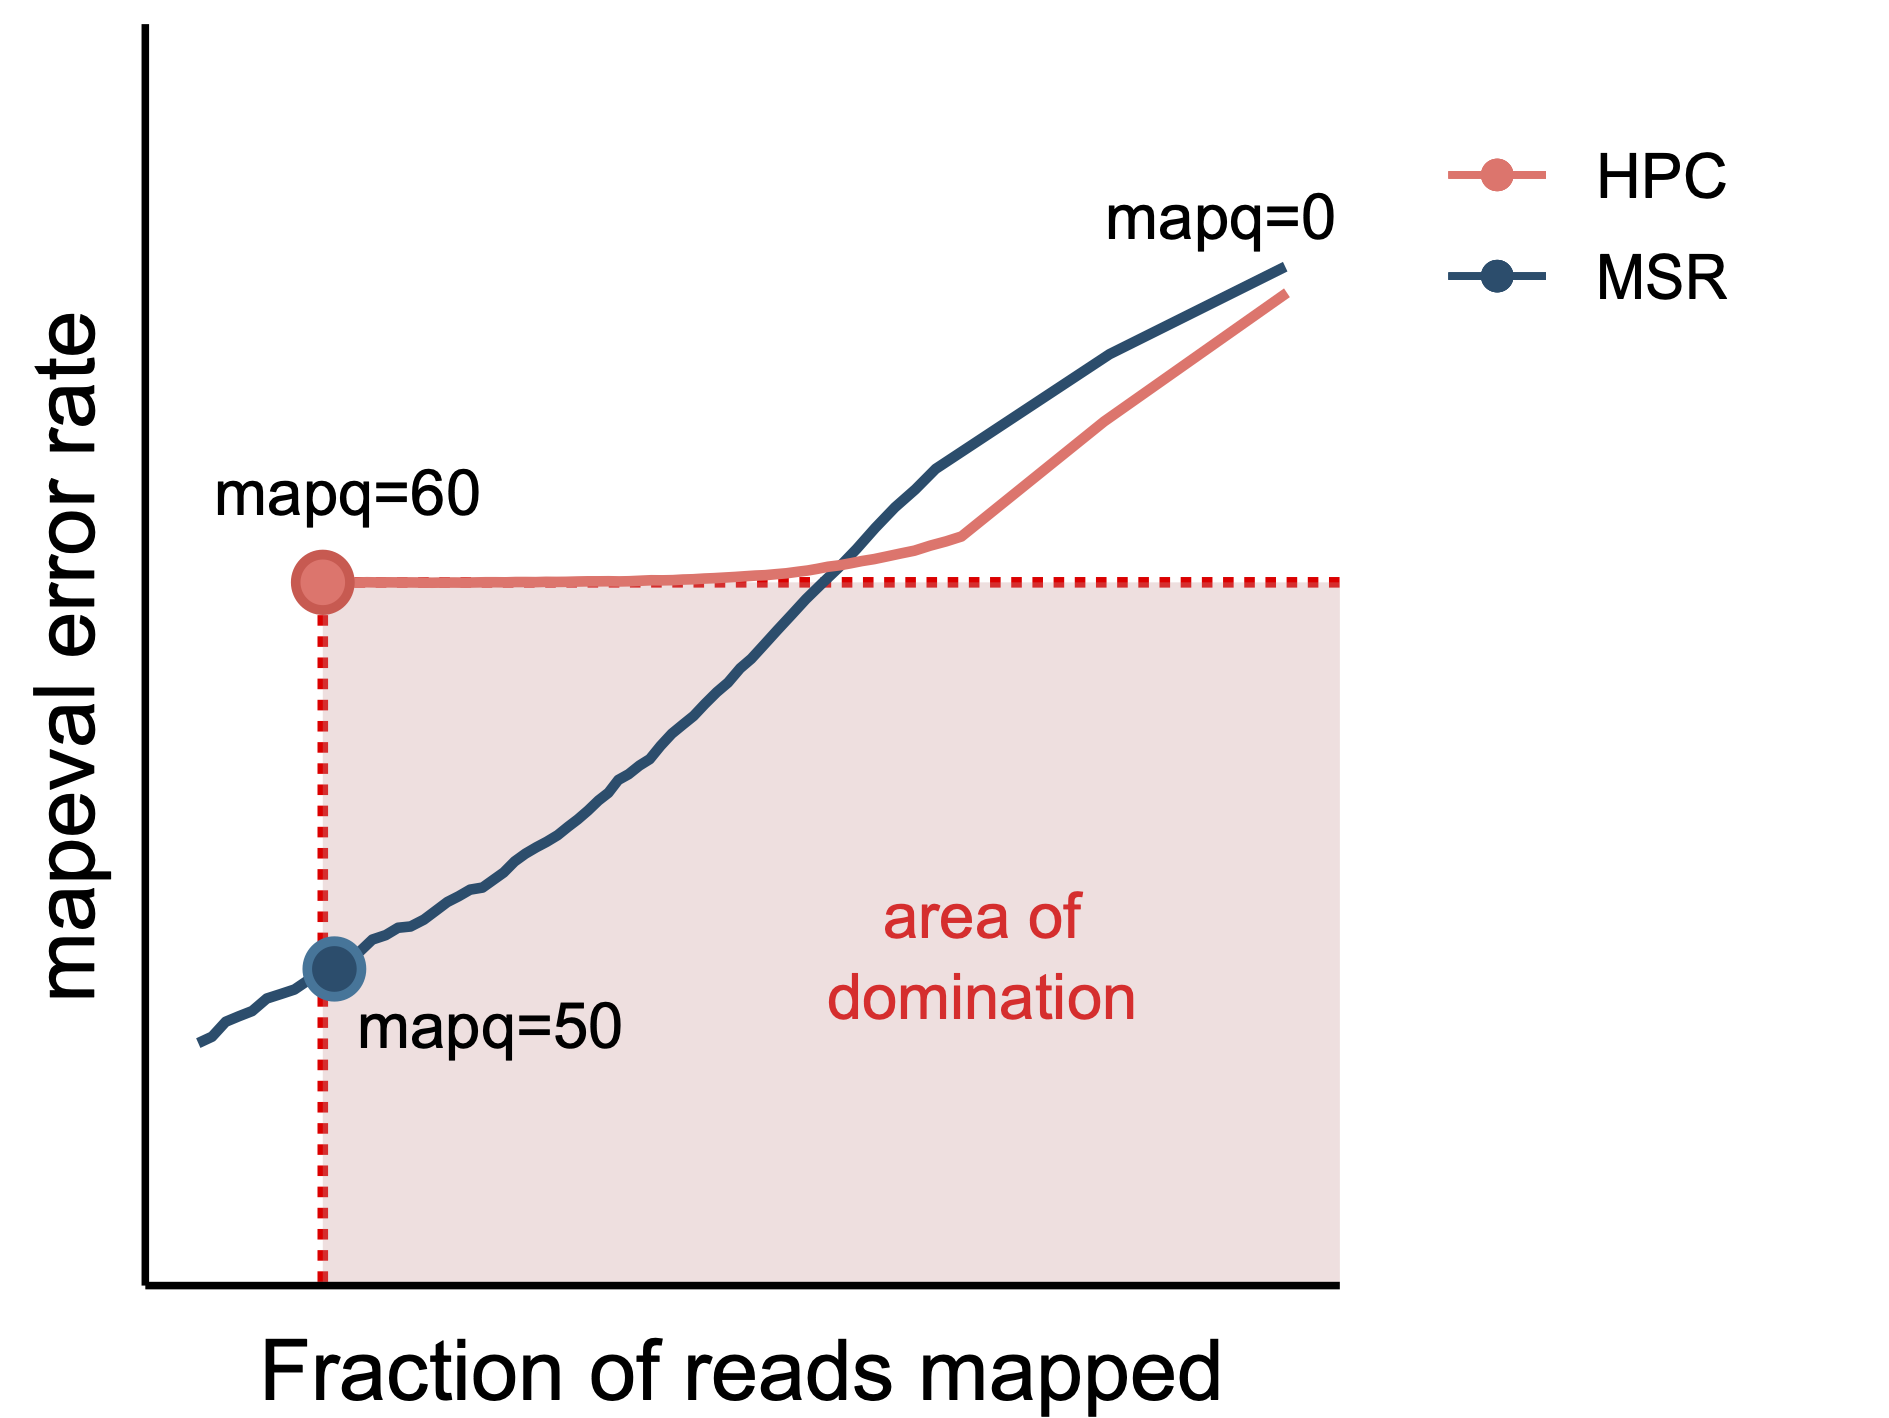 HPC
MSR
mapq=0
mapq=60
mapeval error rate
area of
domination
mapq=50
Fraction of reads mapped